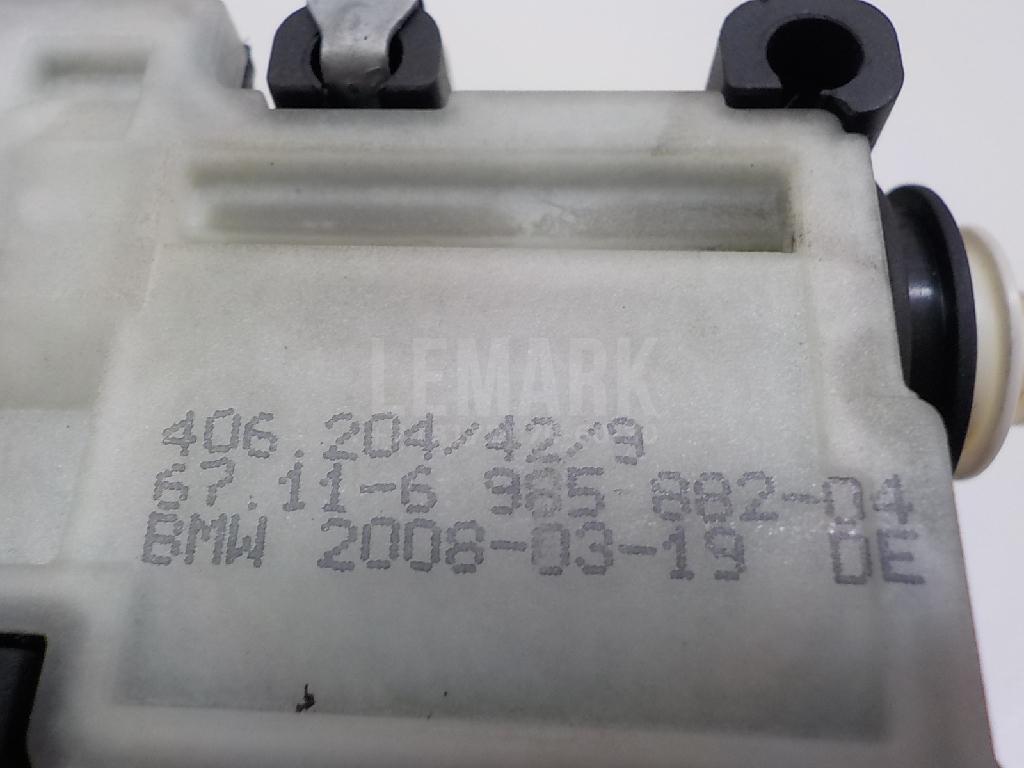 LEMARK
406.204/42/9
67.11-6 985 882-04
BMW 2008-03-19 DE